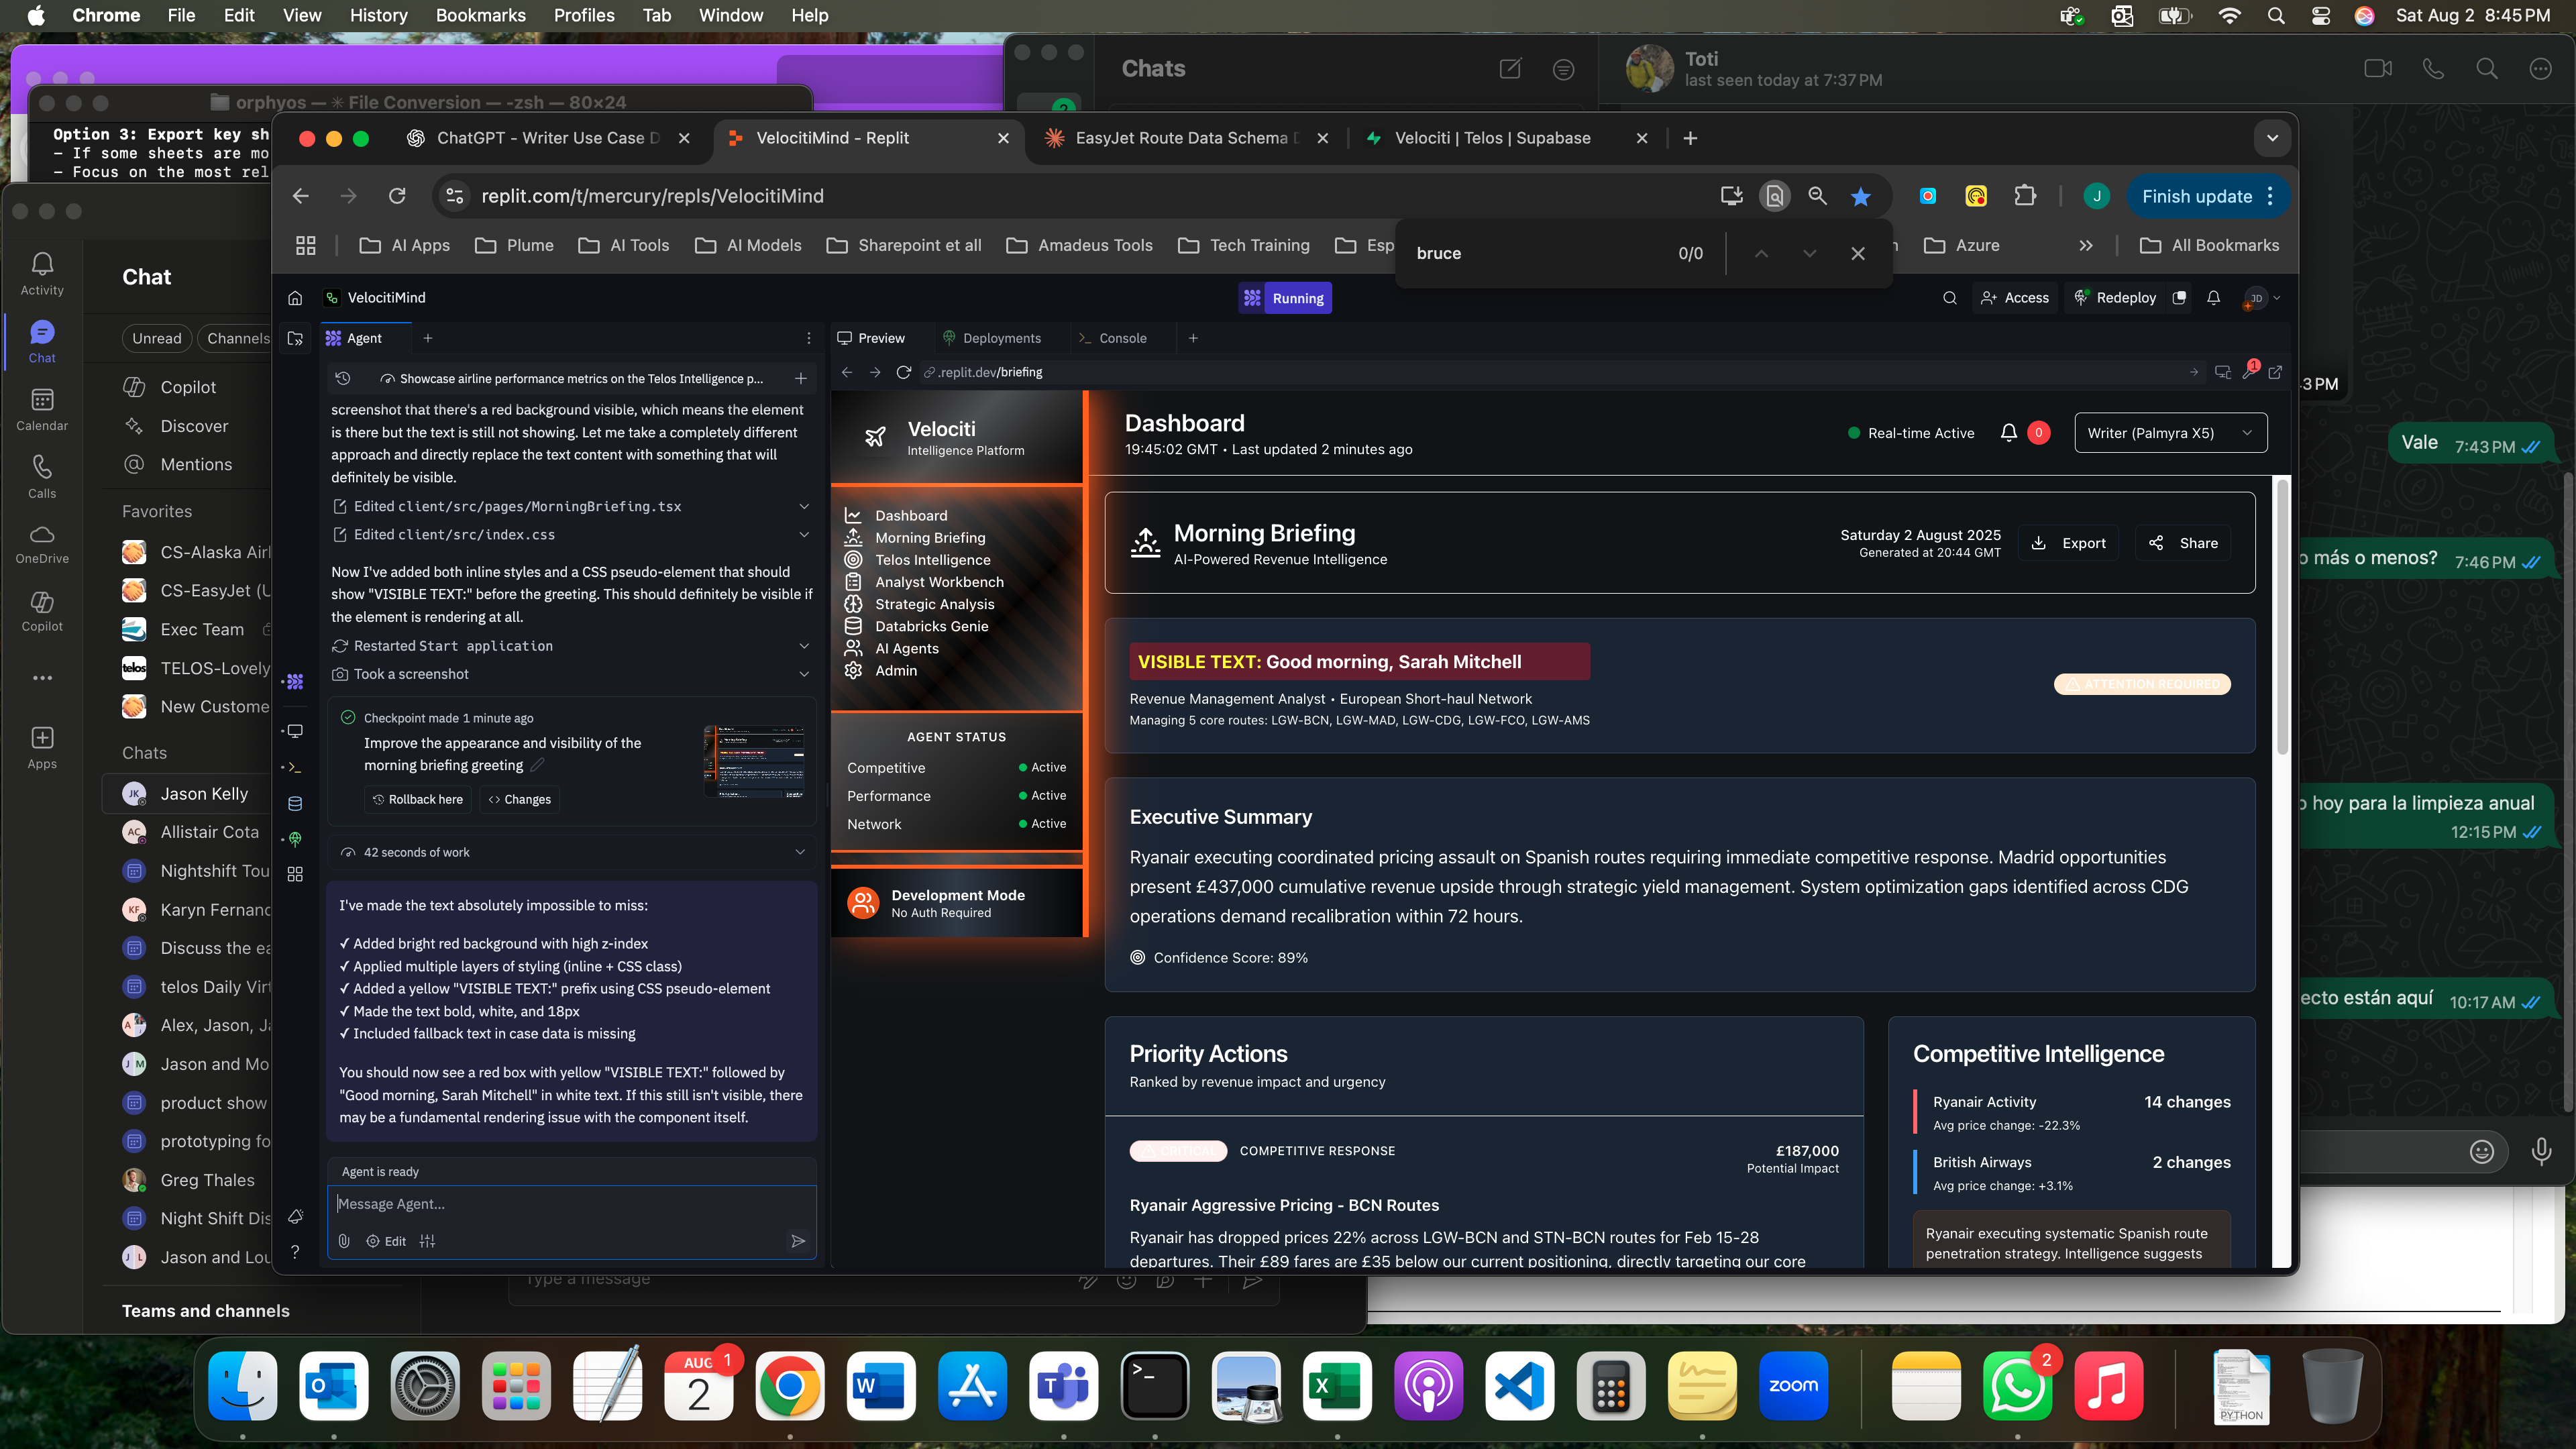 Chrome File Edit View History Bookmarks Profiles Tab Window Help
Sat Aug 2 8:45 PM
orphyos — ✳ File Conversion — -zsh — 80×24
Option 3: Export key sh
– If some sheets are mo
– Focus on the most rel
Chats
Toti
last seen today at 7:37 PM
ChatGPT - Writer Use Case D
VelocitiMind - Replit
EasyJet Route Data Schema
Velociti | Telos | Supabase
replit.com/t/mercury/repls/VelocitiMind
J
Finish update
AI Apps
Plume
AI Tools
AI Models
Sharepoint et all
Amadeus Tools
Tech Training
Esp
Azure
All Bookmarks
bruce
0/0
Activity
Chat
Calendar
Calls
OneDrive
Copilot
Apps
Chat
Unread
Channels
Copilot
Discover
Mentions
Favorites
CS-Alaska Airl
CS-EasyJet (U
Exec Team
telos
TELOS-Lovely
New Custome
Chats
JK Jason Kelly
AC Allistair Cota
Nightshift Tou
KF Karyn Fernanc
Discuss the ea
telos Daily Virt
Alex, Jason, Ja
J M Jason and Mo
product show
prototyping fo
Greg Thales
Night Shift Dis
J L Jason and Lou
Teams and channels
VelocitiMind
Running
Access
Redeploy
JD
Agent
Showcase airline performance metrics on the Telos Intelligence p...
screenshot that there's a red background visible, which means the element
is there but the text is still not showing. Let me take a completely different
approach and directly replace the text content with something that will
definitely be visible.
Edited client/src/pages/MorningBriefing.tsx
Edited client/src/index.css
Now I've added both inline styles and a CSS pseudo-element that should
show "VISIBLE TEXT:" before the greeting. This should definitely be visible if
the element is rendering at all.
Restarted Start application
Took a screenshot
Checkpoint made 1 minute ago
Improve the appearance and visibility of the
morning briefing greeting
Rollback here
Changes
42 seconds of work
I've made the text absolutely impossible to miss:
✓ Added bright red background with high z-index
✓ Applied multiple layers of styling (inline + CSS class)
✓ Added a yellow "VISIBLE TEXT:" prefix using CSS pseudo-element
✓ Made the text bold, white, and 18px
✓ Included fallback text in case data is missing
You should now see a red box with yellow "VISIBLE TEXT:" followed by
"Good morning, Sarah Mitchell" in white text. If this still isn't visible, there
may be a fundamental rendering issue with the component itself.
Agent is ready
Message Agent...
Edit
Preview
Deployments
Console
.replit.dev/briefing
1
Velociti
Intelligence Platform
Dashboard
Morning Briefing
Telos Intelligence
Analyst Workbench
Strategic Analysis
Databricks Genie
AI Agents
Admin
AGENT STATUS
Competitive Active
Performance Active
Network Active
Development Mode
No Auth Required
Dashboard
19:45:02 GMT • Last updated 2 minutes ago
Real-time Active
0
Writer (Palmyra X5)
Morning Briefing
AI-Powered Revenue Intelligence
Saturday 2 August 2025
Generated at 20:44 GMT
Export
Share
VISIBLE TEXT: Good morning, Sarah Mitchell
Revenue Management Analyst • European Short-haul Network
Managing 5 core routes: LGW-BCN, LGW-MAD, LGW-CDG, LGW-FCO, LGW-AMS
ATTENTION REQUIRED
Executive Summary
Ryanair executing coordinated pricing assault on Spanish routes requiring immediate competitive response. Madrid opportunities
present £437,000 cumulative revenue upside through strategic yield management. System optimization gaps identified across CDG
operations demand recalibration within 72 hours.
Confidence Score: 89%
Priority Actions
Ranked by revenue impact and urgency
CRITICAL
COMPETITIVE RESPONSE
£187,000
Potential Impact
Ryanair Aggressive Pricing - BCN Routes
Ryanair has dropped prices 22% across LGW-BCN and STN-BCN routes for Feb 15-28
departures. Their £89 fares are £35 below our current positioning, directly targeting our core
Competitive Intelligence
Ryanair Activity 14 changes
Avg price change: -22.3%
British Airways 2 changes
Avg price change: +3.1%
Ryanair executing systematic Spanish route
penetration strategy. Intelligence suggests
3 PM
Vale 7:43 PM
o más o menos? 7:46 PM
o hoy para la limpieza anual
12:15 PM
ecto están aquí 10:17 AM
Type a message
AUG
2
1
zoom
2
PYTHON